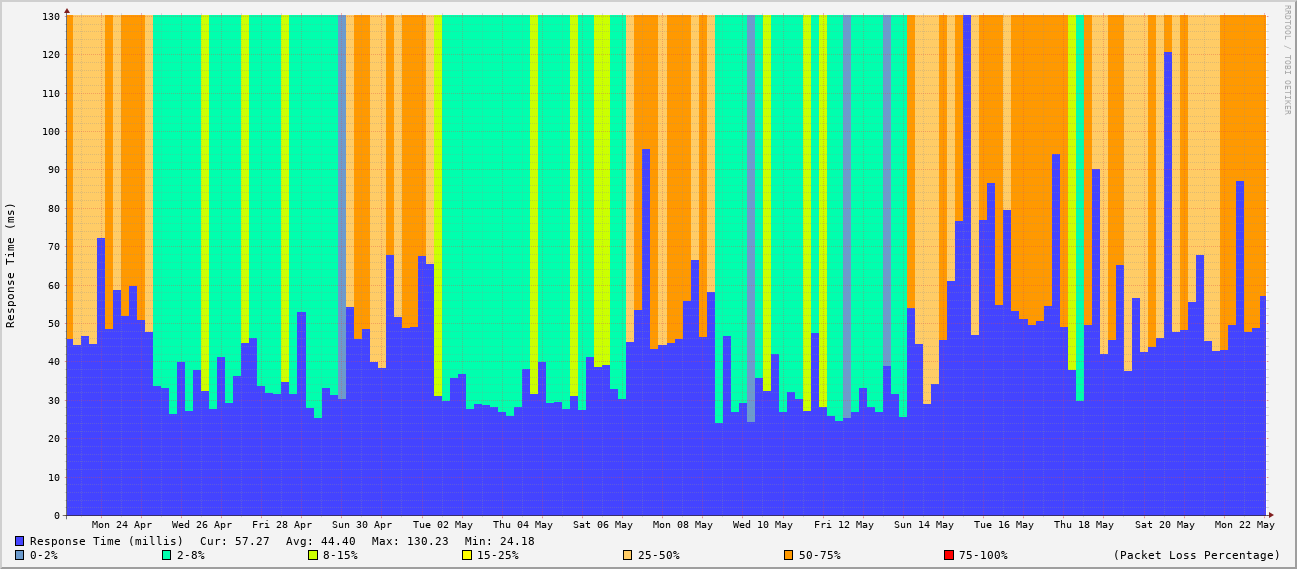 RRDTOOL / TOBI OETIKER
Response Time (ms)
130
120
110
100
90
80
70
60
50
40
30
20
10
0
Mon 24 Apr Wed 26 Apr Fri 28 Apr Sun 30 Apr Tue 02 May Thu 04 May Sat 06 May Mon 08 May Wed 10 May Fri 12 May Sun 14 May Tue 16 May Thu 18 May Sat 20 May Mon 22 May
Response Time (millis) Cur: 57.27 Avg: 44.40 Max: 130.23 Min: 24.18
0-2% 2-8% 8-15% 15-25% 25-50% 50-75% 75-100% (Packet Loss Percentage)